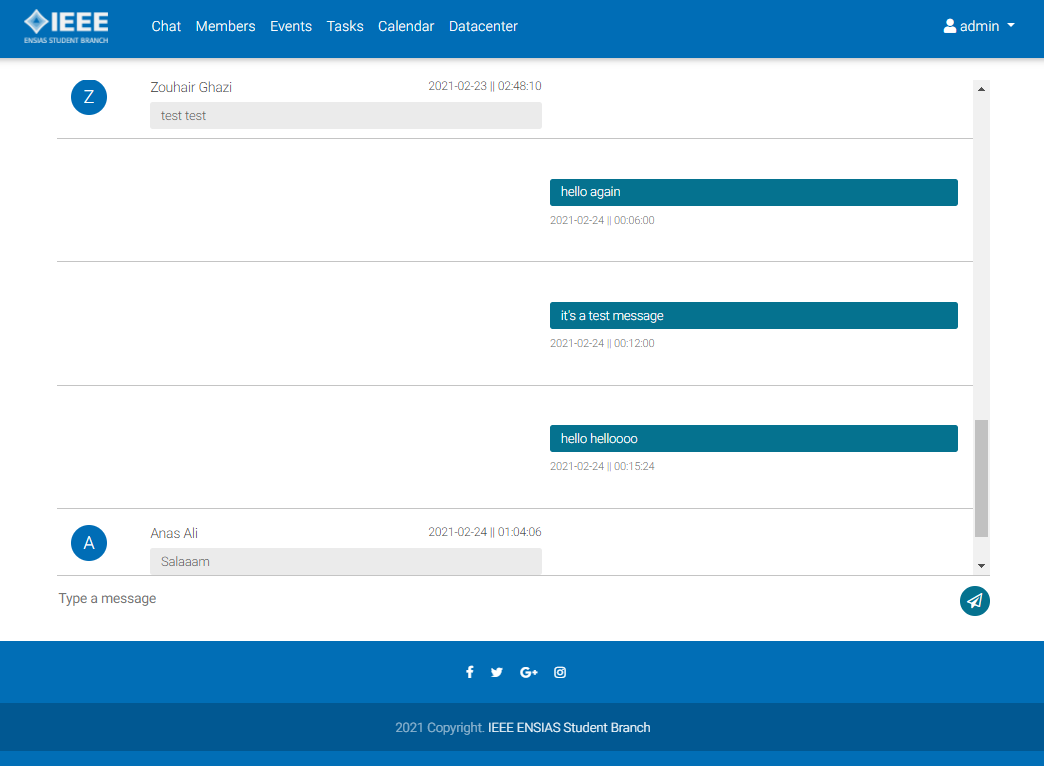 IEEE
ENSIAS STUDENT BRANCH
Chat Members Events Tasks Calendar Datacenter
admin
Z
Zouhair Ghazi 2021-02-23 || 02:48:10
test test
hello again
2021-02-24 || 00:06:00
it's a test message
2021-02-24 || 00:12:00
hello helloooo
2021-02-24 || 00:15:24
A
Anas Ali 2021-02-24 || 01:04:06
Salaaam
Type a message
2021 Copyright. IEEE ENSIAS Student Branch